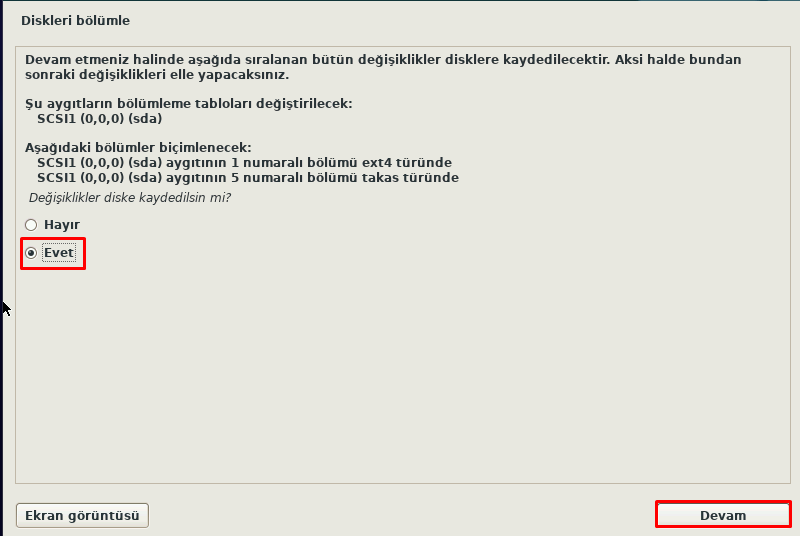 Diskleri bölümle
Devam etmeniz halinde aşağıda sıralanan bütün değişiklikler disklere kaydedilecektir. Aksi halde bundan
sonraki değişiklikleri elle yapacaksınız.
Şu aygıtların bölümleme tabloları değiştirilecek:
SCSI1 (0,0,0) (sda)
Aşağıdaki bölümler biçimlenecek:
SCSI1 (0,0,0) (sda) aygıtının 1 numaralı bölümü ext4 türünde
SCSI1 (0,0,0) (sda) aygıtının 5 numaralı bölümü takas türünde
Değişiklikler diske kaydedilsin mi?
Hayır
Evet
Ekran görüntüsü
Devam